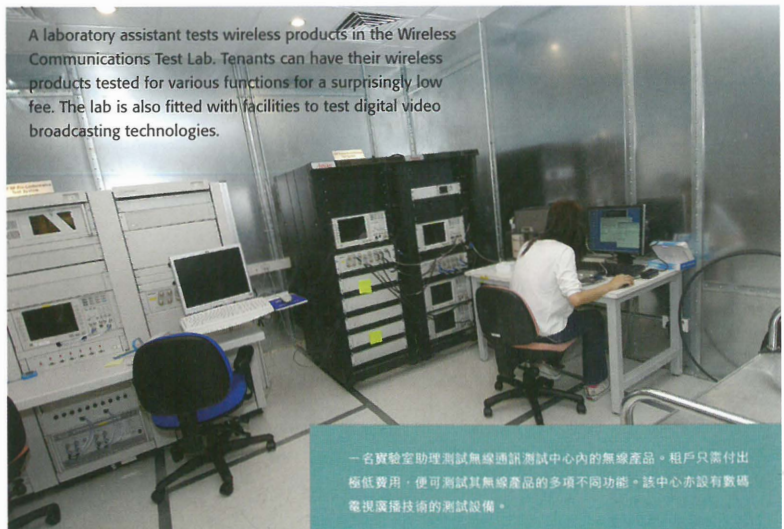 A laboratory assistant tests wireless products in the Wireless
Communications Test Lab. Tenants can have their wireless
products tested for various functions for a surprisingly low
fee. The lab is also fitted with facilities to test digital video
broadcasting technologies.
一名實驗室助理測試無線通訊測試中心內的無線產品。租戶只需付出
極低費用，便可測試其無線產品的多項不同功能。該中心亦設有數碼
電視廣播技術的測試設備。